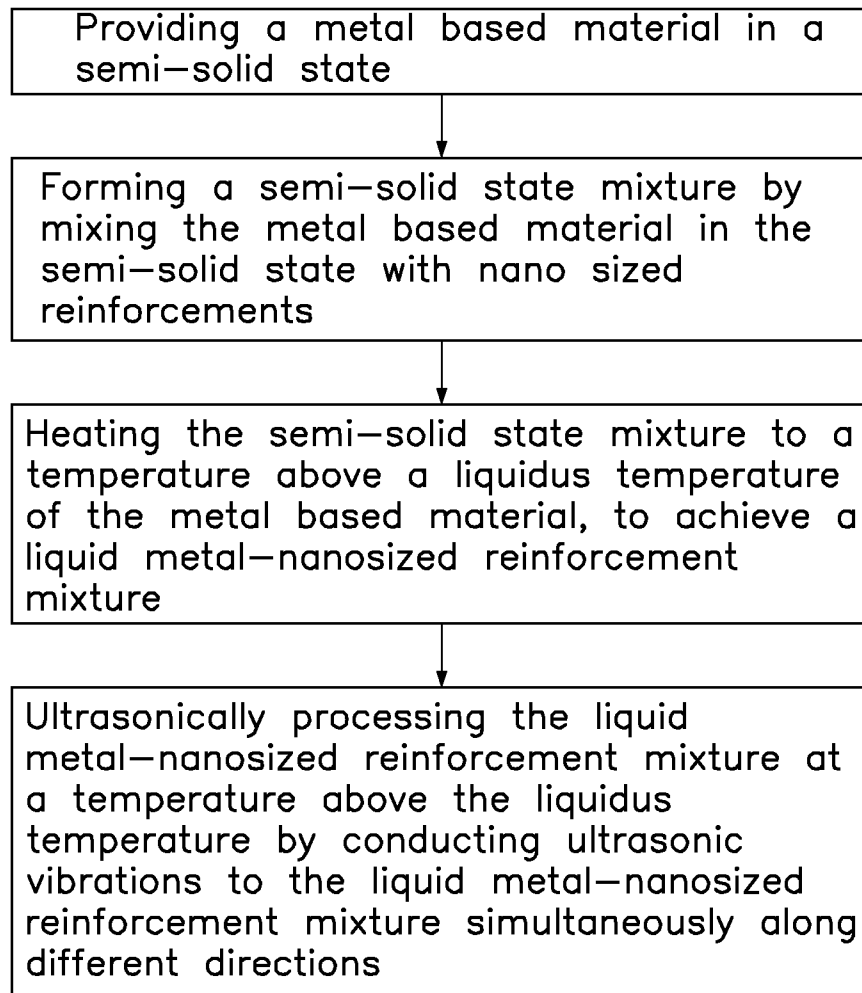 Providing a metal based material in a
semi-solid state
Forming a semi-solid state mixture by
mixing the metal based material in the
semi-solid state with nano sized
reinforcements
Heating the semi-solid state mixture to a
temperature above a liquidus temperature
of the metal based material, to achieve a
liquid metal-nanosized reinforcement
mixture
Ultrasonically processing the liquid
metal-nanosized reinforcement mixture at
a temperature above the liquidus
temperature by conducting ultrasonic
vibrations to the liquid metal-nanosized
reinforcement mixture simultaneously along
different directions